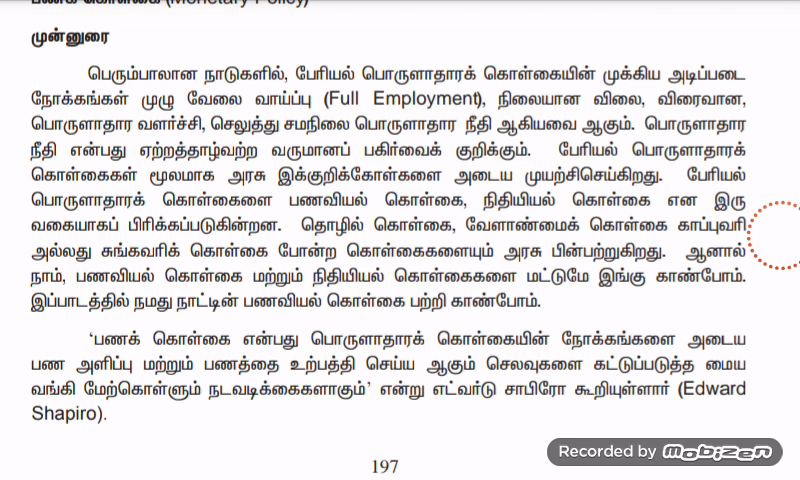 பணக் கொள்கை (Monetary Policy)
முன்னுரை
பெரும்பாலான நாடுகளில், பேரியல் பொருளாதாரக் கொள்கையின் முக்கிய அடிப்படை
நோக்கங்கள் முழு வேலை வாய்ப்பு (Full Employment), நிலையான விலை, விரைவான,
பொருளாதார வளர்ச்சி, செலுத்து சமநிலை பொருளாதார நீதி ஆகியவை ஆகும். பொருளாதார
நீதி என்பது ஏற்றத்தாழ்வற்ற வருமானப் பகிர்வைக் குறிக்கும். பேரியல் பொருளாதாரக்
கொள்கைகள் மூலமாக அரசு இக்குறிக்கோள்களை அடைய முயற்சிசெய்கிறது. பேரியல்
பொருளாதாரக் கொள்கைகளை பணவியல் கொள்கை, நிதியியல் கொள்கை என இரு
வகையாகப் பிரிக்கப்படுகின்றன. தொழில் கொள்கை, வேளாண்மைக் கொள்கை காப்புவரி
அல்லது சுங்கவரிக் கொள்கை போன்ற கொள்கைகளையும் அரசு பின்பற்றுகிறது. ஆனால்
நாம், பணவியல் கொள்கை மற்றும் நிதியியல் கொள்கைகளை மட்டுமே இங்கு காண்போம்.
இப்பாடத்தில் நமது நாட்டின் பணவியல் கொள்கை பற்றி காண்போம்.
'பணக் கொள்கை என்பது பொருளாதாரக் கொள்கையின் நோக்கங்களை அடைய
பண அளிப்பு மற்றும் பணத்தை உற்பத்தி செய்ய ஆகும் செலவுகளை கட்டுப்படுத்த மைய
வங்கி மேற்கொள்ளும் நடவடிக்கைகளாகும்' என்று எட்வர்டு சாபிரோ கூறியுள்ளார் (Edward
Shapiro).
197
Recorded by mobizen